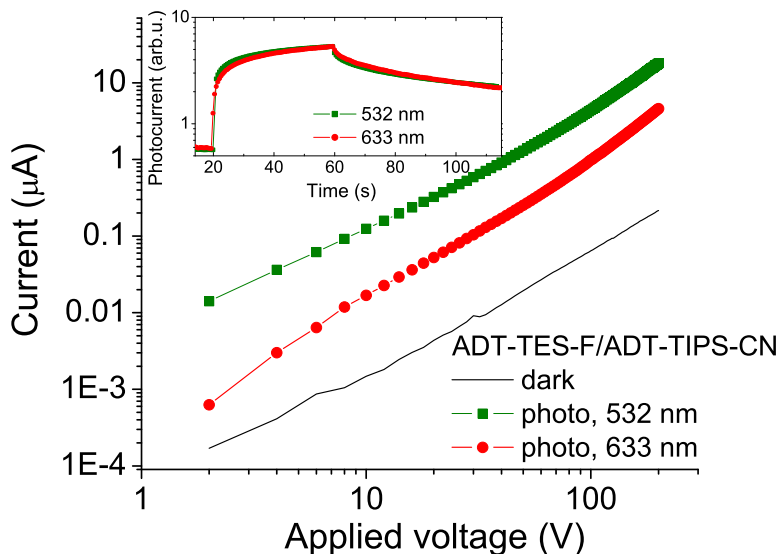 Photocurrent (arb.u.)
10
1
20
40
60
80
100
Time (s)
532 nm
633 nm
Current (μA)
10
1
0.1
0.01
1E-3
1E-4
1
10
100
Applied voltage (V)
ADT-TES-F/ADT-TIPS-CN
dark
photo, 532 nm
photo, 633 nm